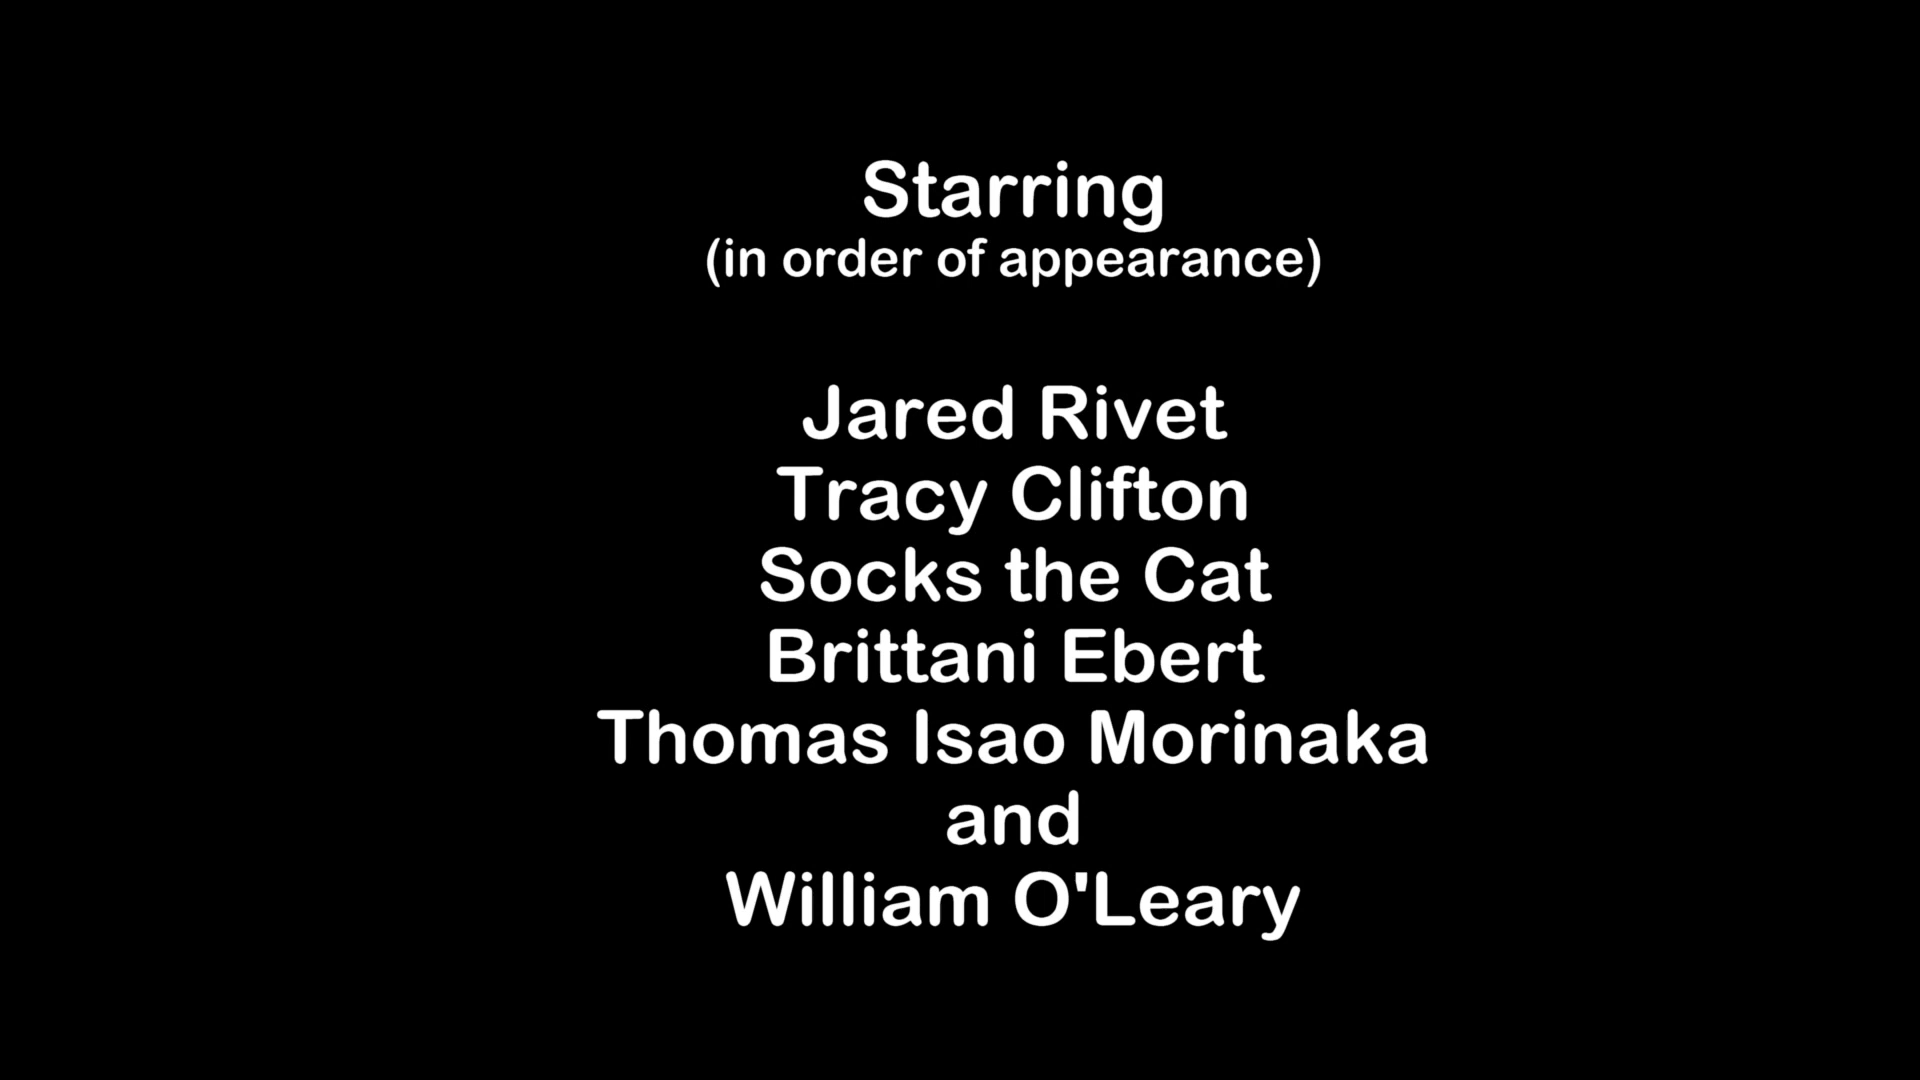 Starring
(in order of appearance)
Jared Rivet
Tracy Clifton
Socks the Cat
Brittani Ebert
Thomas Isao Morinaka
and
William O'Leary